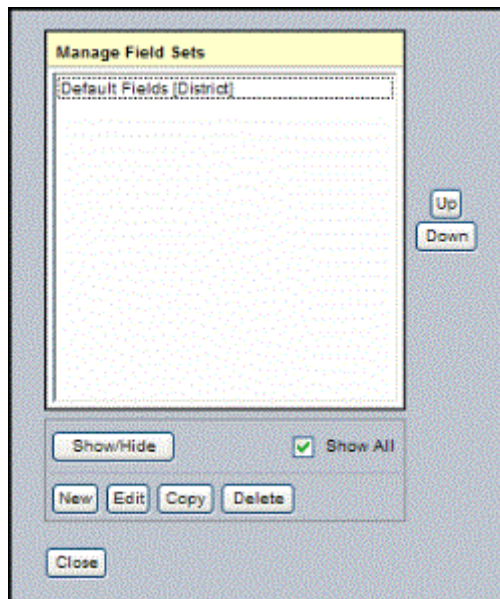 Manage Field Sets
Default Fields [District]
Up
Down
Show/Hide
Show All
New Edit Copy Delete
Close